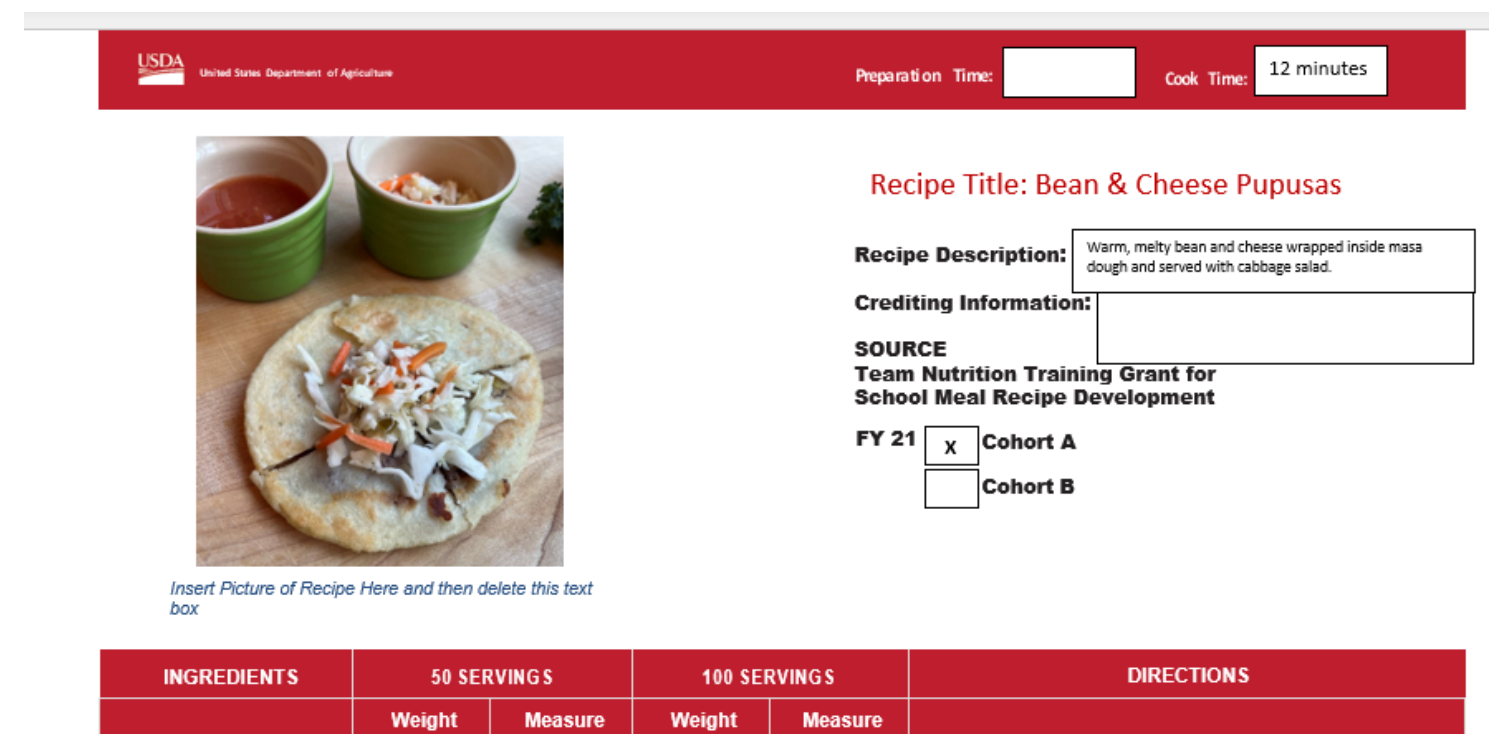 USDA
United States Department of Agriculture
Preparation Time:
Cook Time: 12 minutes
Recipe Title: Bean & Cheese Pupusas
Recipe Description: Warm, melty bean and cheese wrapped inside masa
dough and served with cabbage salad.
Crediting Information:
SOURCE
Team Nutrition Training Grant for
School Meal Recipe Development
FY 21 X Cohort A
Cohort B
Insert Picture of Recipe Here and then delete this text
box
INGREDIENTS 50 SERVINGS 100 SERVINGS DIRECTIONS
Weight Measure Weight Measure